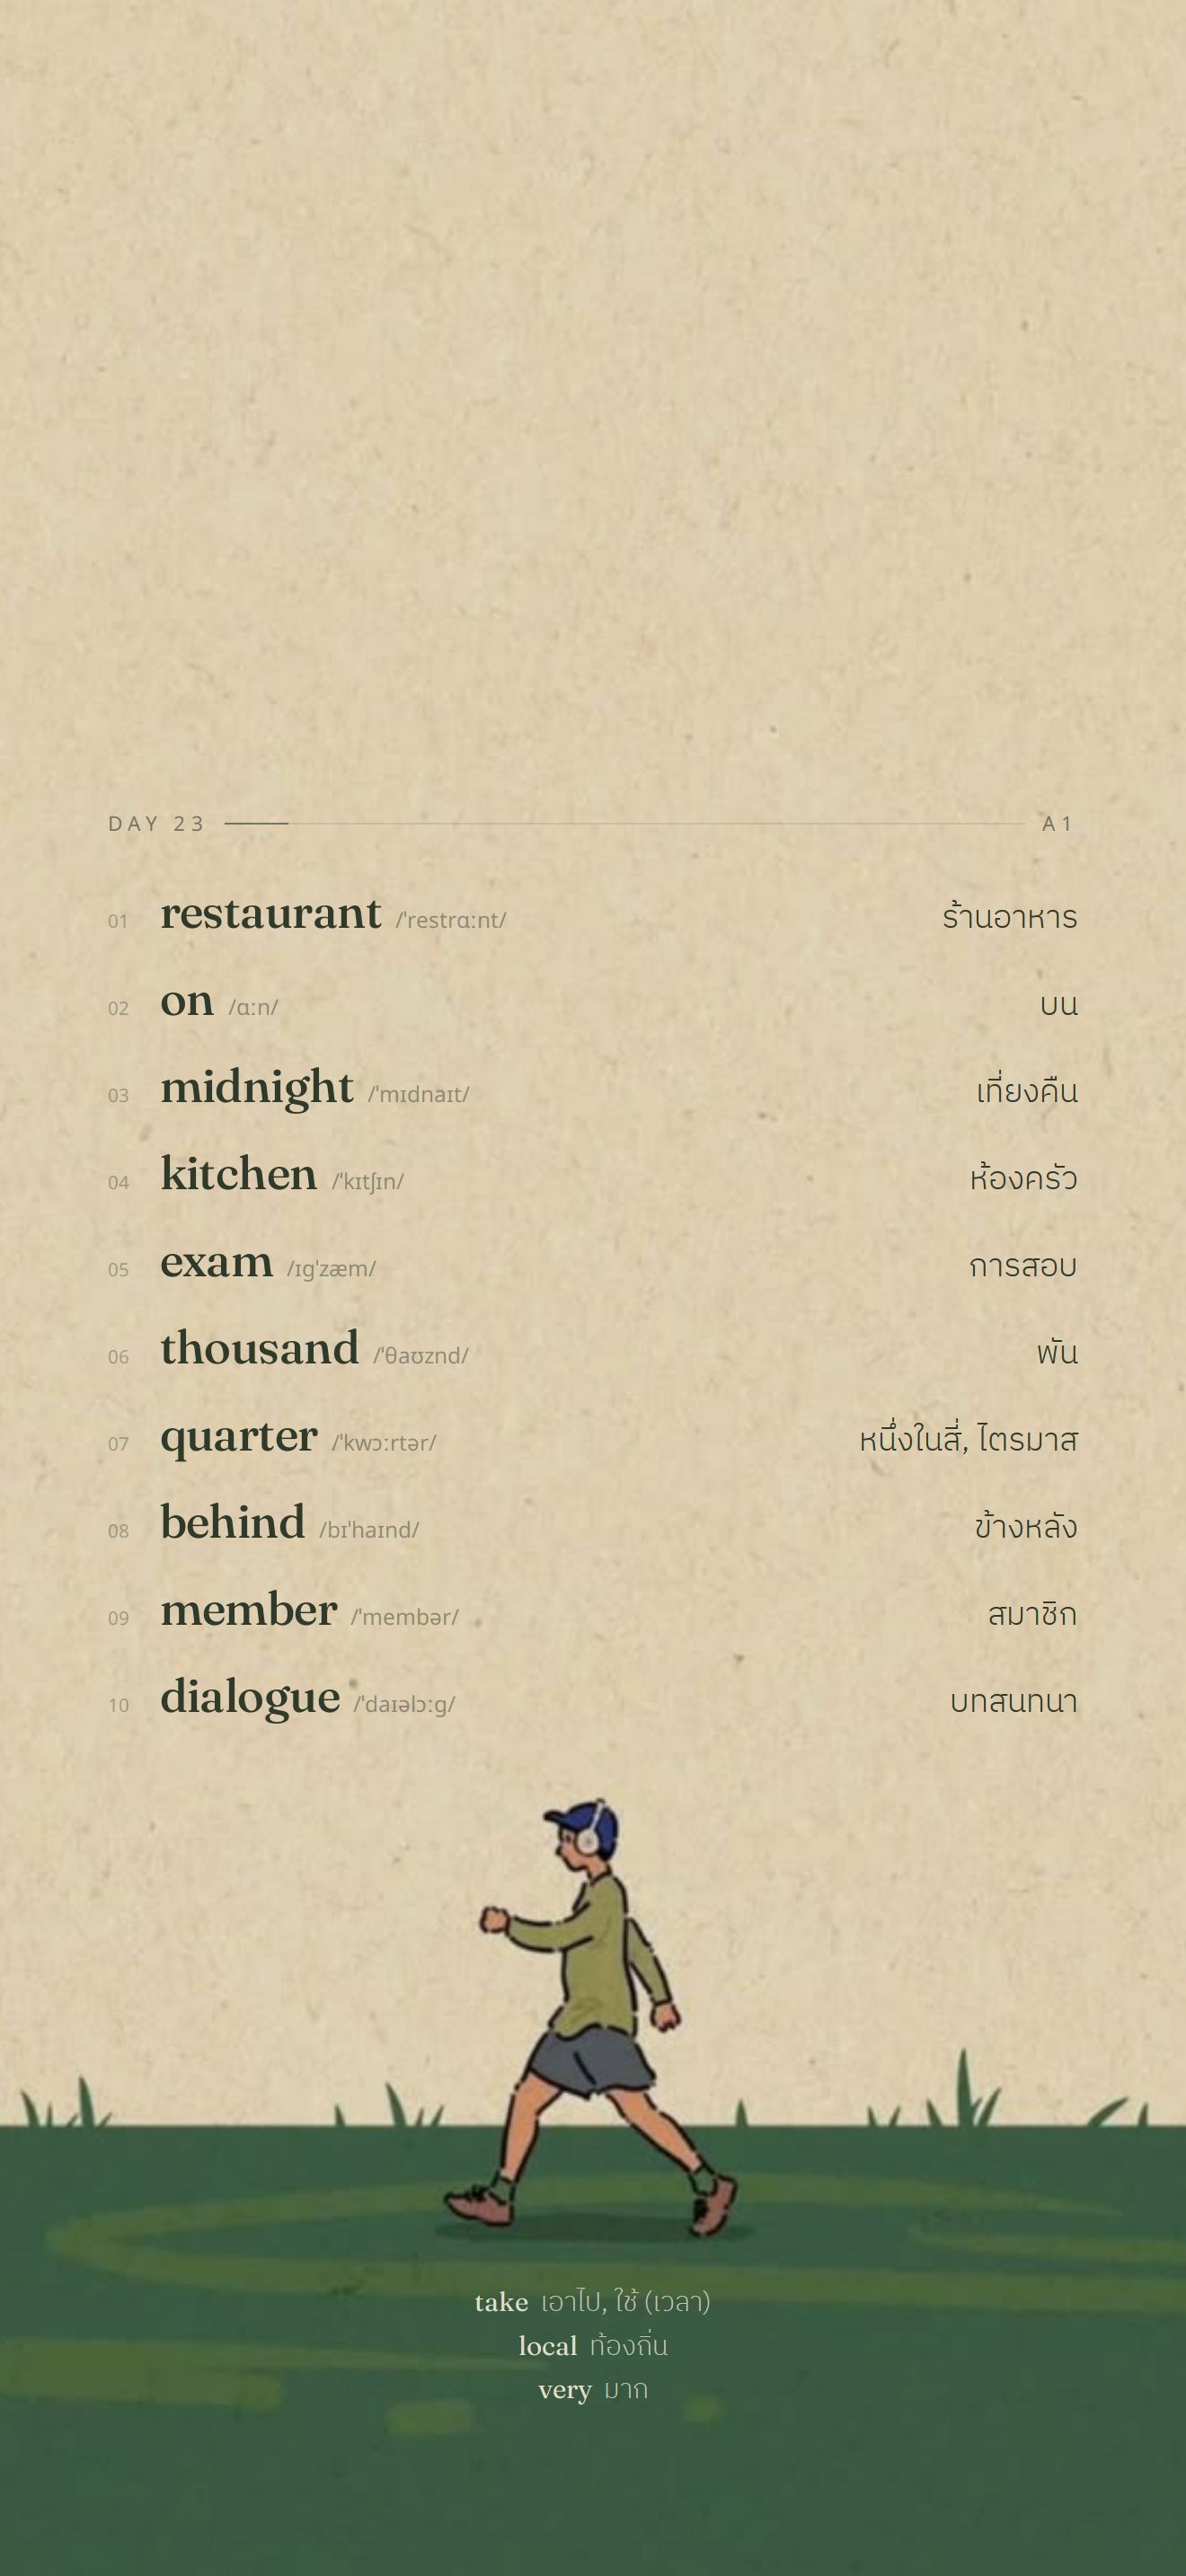 DAY 23 A1
01 restaurant /ˈrestrɑːnt/ ร้านอาหาร
02 on /ɑːn/ บน
03 midnight /ˈmɪdnaɪt/ เที่ยงคืน
04 kitchen /ˈkɪtʃɪn/ ห้องครัว
05 exam /ɪɡˈzæm/ การสอบ
06 thousand /ˈθaʊznd/ พัน
07 quarter /ˈkwɔːrtər/ หนึ่งในสี่, ไตรมาส
08 behind /bɪˈhaɪnd/ ข้างหลัง
09 member /ˈmembər/ สมาชิก
10 dialogue /ˈdaɪəlɔːɡ/ บทสนทนา
take เอาไป, ใช้ (เวลา)
local ท้องถิ่น
very มาก